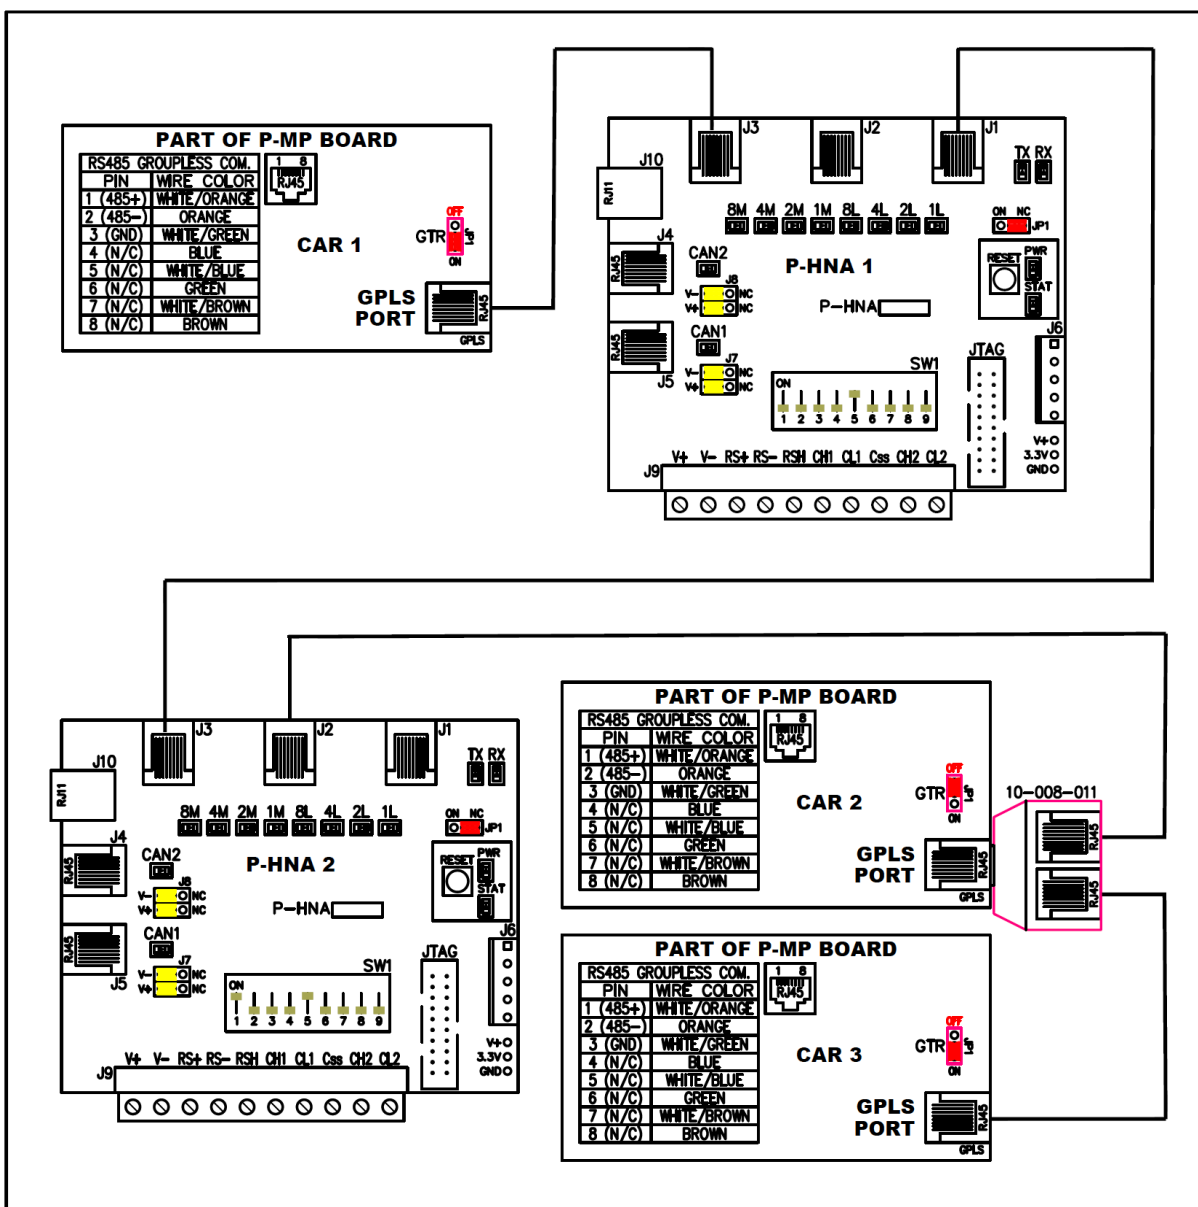 PART OF P-MP BOARD
RS485 GROUPLESS COM.
PIN WIRE COLOR
1 (485+) WHITE/ORANGE
2 (485-) ORANGE
3 (GND) WHITE/GREEN
4 (N/C) BLUE
5 (N/C) WHITE/BLUE
6 (N/C) GREEN
7 (N/C) WHITE/BROWN
8 (N/C) BROWN
1 8
RJ45
CAR 1
OFF
GTR JP1
ON
GPLS
PORT
RJ45
GPLS
J3 J2 J1
TX RX
J10
RJ11
8M 4M 2M 1M 8L 4L 2L 1L
ON NC
JP1
J4
RJ45
CAN2
P-HNA 1
RESET PWR
STAT
J8
V- NC
V+ NC
P-HNA
CAN1
RJ45
J5
J7
V- NC
V+ NC
SW1
ON
1 2 3 4 5 6 7 8 9
JTAG
J6
V+
3.3V
GND
V+ V- RS+ RS- RSH CH1 CL1 Css CH2 CL2
J9
J3 J2 J1
TX RX
J10
RJ11
8M 4M 2M 1M 8L 4L 2L 1L
ON NC
JP1
J4
RJ45
CAN2
P-HNA 2
RESET PWR
STAT
J8
V- NC
V+ NC
P-HNA
CAN1
RJ45
J5
J7
V- NC
V+ NC
SW1
ON
1 2 3 4 5 6 7 8 9
JTAG
J6
V+
3.3V
GND
V+ V- RS+ RS- RSH CH1 CL1 Css CH2 CL2
J9
PART OF P-MP BOARD
RS485 GROUPLESS COM.
PIN WIRE COLOR
1 (485+) WHITE/ORANGE
2 (485-) ORANGE
3 (GND) WHITE/GREEN
4 (N/C) BLUE
5 (N/C) WHITE/BLUE
6 (N/C) GREEN
7 (N/C) WHITE/BROWN
8 (N/C) BROWN
1 8
RJ45
CAR 2
OFF
GTR JP1
ON
GPLS
PORT
RJ45
GPLS
10-008-011
RJ45
RJ45
PART OF P-MP BOARD
RS485 GROUPLESS COM.
PIN WIRE COLOR
1 (485+) WHITE/ORANGE
2 (485-) ORANGE
3 (GND) WHITE/GREEN
4 (N/C) BLUE
5 (N/C) WHITE/BLUE
6 (N/C) GREEN
7 (N/C) WHITE/BROWN
8 (N/C) BROWN
1 8
RJ45
CAR 3
OFF
GTR JP1
ON
GPLS
PORT
RJ45
GPLS